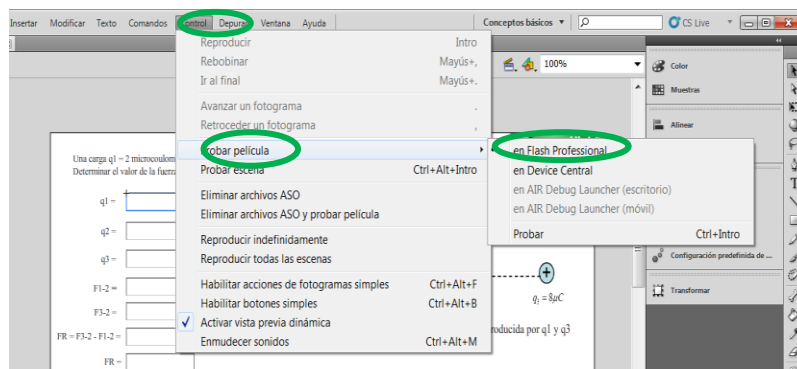 Insertar Modificar Texto Comandos Control Depurar Ventana Ayuda Conceptos básicos CS Live
Reproducir Intro
Rebobinar Mayús+,
Ir al final Mayús+.
Avanzar un fotograma .
Retroceder un fotograma ,
Probar película
Probar escena Ctrl+Alt+Intro
Eliminar archivos ASO
Eliminar archivos ASO y probar película
Reproducir indefinidamente
Reproducir todas las escenas
Habilitar acciones de fotogramas simples Ctrl+Alt+F
Habilitar botones simples Ctrl+Alt+B
Activar vista previa dinámica
Enmudecer sonidos Ctrl+Alt+M
en Flash Professional
en Device Central
en AIR Debug Launcher (escritorio)
en AIR Debug Launcher (móvil)
Probar Ctrl+Intro
100%
Color
Muestras
Alinear
Configuración predefinida de ...
Transformar
Una carga q1 = 2 microcoulom
Determinar el valor de la fuerza
q1 =
q2 =
q3 =
F1-2 =
F3-2 =
FR = F3-2 - F1-2 =
FR =
+
= 8μC
roducida por q1 y q3